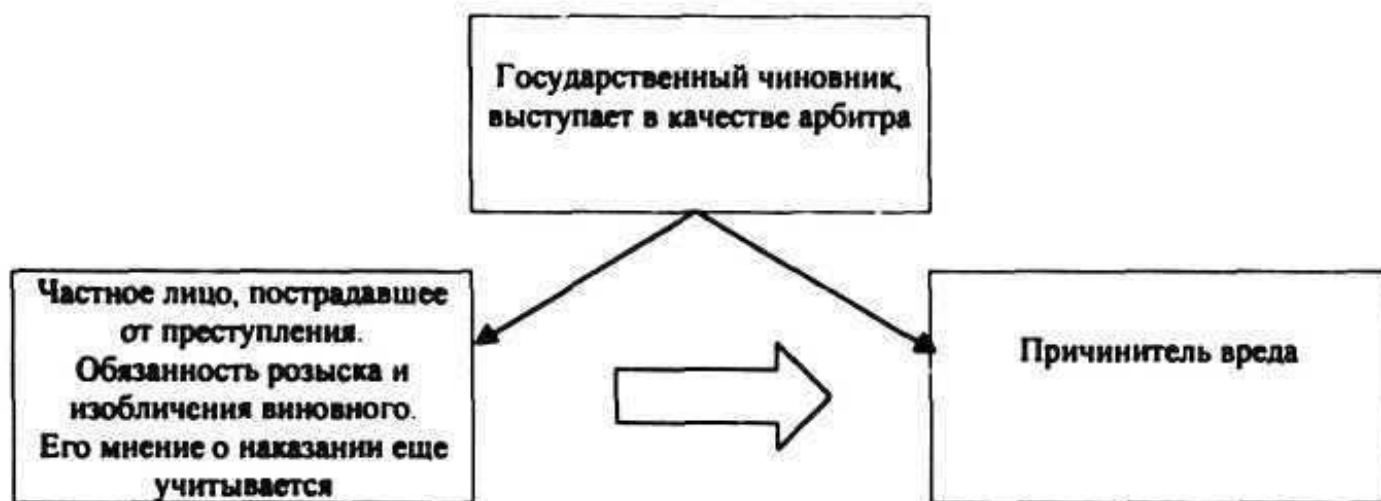 Государственный чиновник,
выступает в качестве арбитра
Частное лицо, пострадавшее
от преступления.
Обязанность розыска и
изобличения виновного.
Его мнение о наказании еще
учитывается
Причинитель вреда